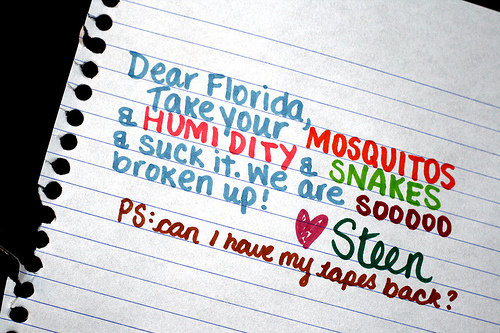 Dear Florida,
Take your MOSQUITOS
& HUMIDITY & SNAKES
& suck it. We are sooooo
broken up!
Steen
PS: can I have my tapes back?